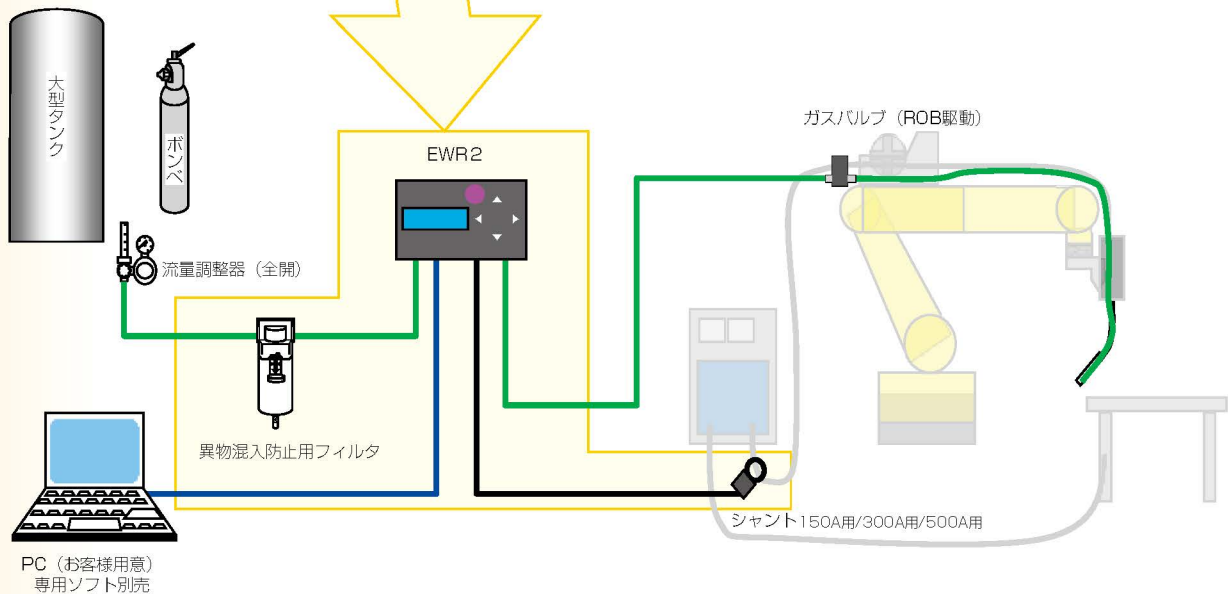 大型タンク
ボンベ
流量調整器（全開）
EWR2
ガスバルブ（ROB駆動）
異物混入防止用フィルタ
シャント150A用/300A用/500A用
PC（お客様用意）
専用ソフト別売